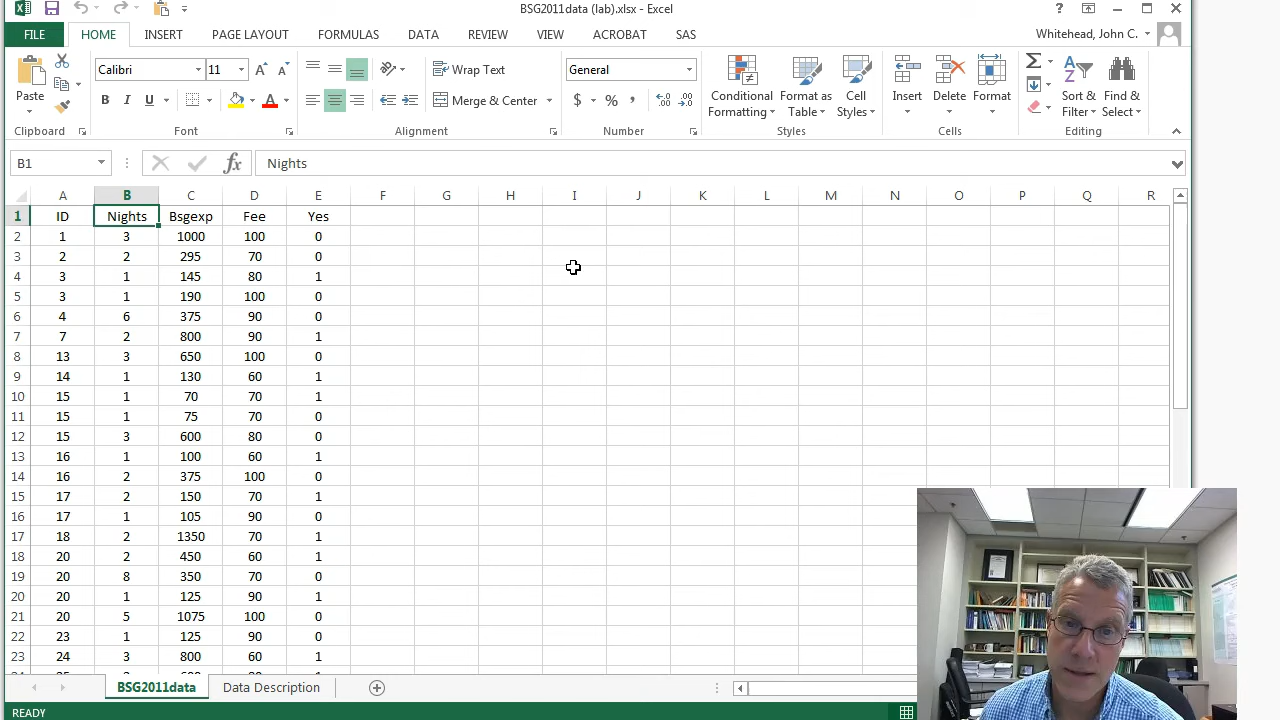 BSG2011data (lab).xlsx - Excel
FILE HOME INSERT PAGE LAYOUT FORMULAS DATA REVIEW VIEW ACROBAT SAS Whitehead, John C.
Calibri 11 Wrap Text General
Paste B I U Merge & Center $ % , Conditional Formatting Format as Table Cell Styles Insert Delete Format Sort & Filter Find & Select
Clipboard Font Alignment Number Styles Cells Editing
B1 fx Nights
A B C D E F G H I J K L M N O P Q R
1 ID Nights Bsgexp Fee Yes
2 1 3 1000 100 0
3 2 2 295 70 0
4 3 1 145 80 1
5 3 1 190 100 0
6 4 6 375 90 0
7 7 2 800 90 1
8 13 3 650 100 0
9 14 1 130 60 1
10 15 1 70 70 1
11 15 1 75 70 0
12 15 3 600 80 0
13 16 1 100 60 1
14 16 2 375 100 0
15 17 2 150 70 1
16 17 1 105 90 0
17 18 2 1350 70 1
18 20 2 450 60 1
19 20 8 350 70 0
20 20 1 125 90 1
21 20 5 1075 100 0
22 23 1 125 90 0
23 24 3 800 60 1
BSG2011data Data Description
READY